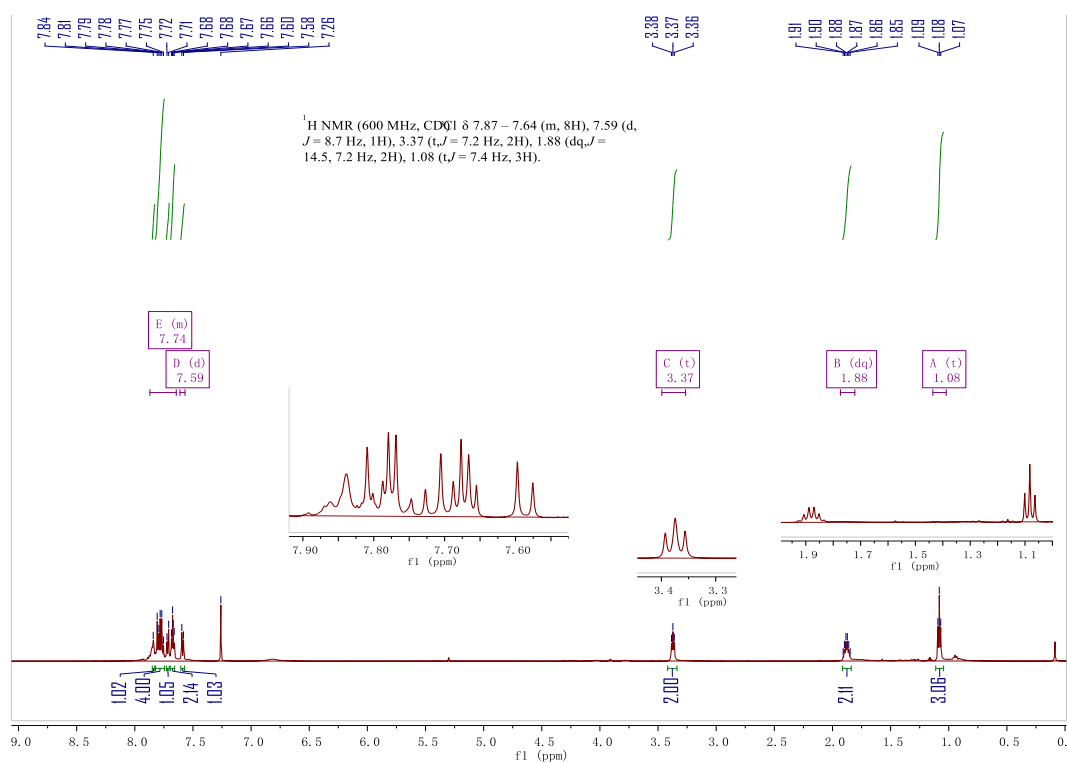 7.84 7.81 7.79 7.78 7.77 7.75 7.72 7.71 7.68 7.68 7.67 7.66 7.60 7.58 7.26 3.38 3.37 3.36 1.91 1.90 1.88 1.87 1.86 1.85 1.09 1.08 1.07
1H NMR (600 MHz, CDCl δ 7.87 – 7.64 (m, 8H), 7.59 (d,
J = 8.7 Hz, 1H), 3.37 (t, J = 7.2 Hz, 2H), 1.88 (dq, J =
14.5, 7.2 Hz, 2H), 1.08 (t, J = 7.4 Hz, 3H).
E (m)
7.74
D (d)
7.59
C (t)
3.37
B (dq)
1.88
A (t)
1.08
7.90 7.80 7.70 7.60
f1 (ppm)
3.4 3.3
f1 (ppm)
1.9 1.7 1.5 1.3 1.1
f1 (ppm)
1.02 4.00 1.05 2.14 1.03 2.00 2.11 3.06
9.0 8.5 8.0 7.5 7.0 6.5 6.0 5.5 5.0 4.5 4.0 3.5 3.0 2.5 2.0 1.5 1.0 0.5 0.
f1 (ppm)